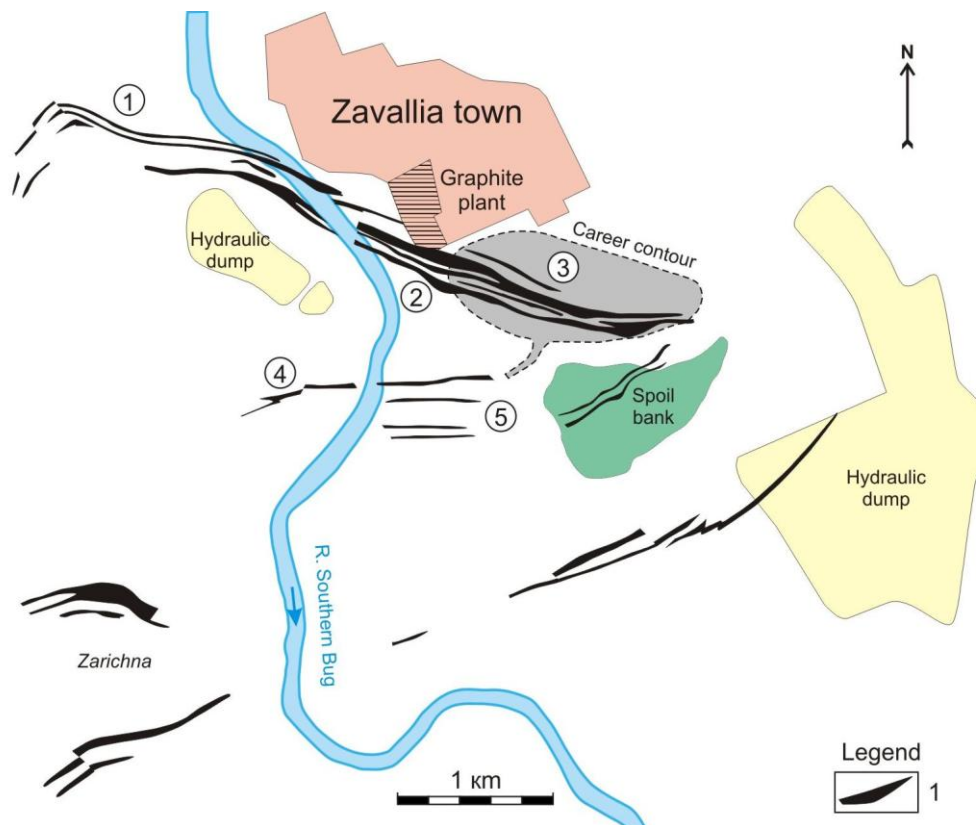 N
1
Zavallia town
Graphite
plant
Career contour
Hydraulic
dump
3
2
4
5
Spoil
bank
Hydraulic
dump
R. Southern Bug
Zarichna
1 км
Legend
1